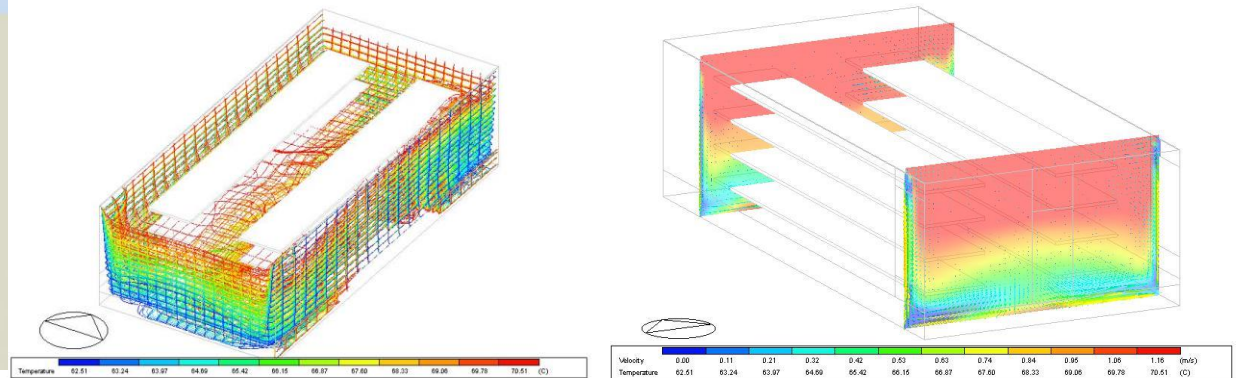 Temperature 62.51 63.24 63.97 64.69 65.42 66.15 66.87 67.60 68.33 69.06 69.78 70.51 (C)
Velocity 0.00 0.11 0.21 0.32 0.42 0.53 0.63 0.74 0.84 0.95 1.06 1.16 (m/s)
Temperature 62.51 63.24 63.97 64.69 65.42 66.15 66.87 67.60 68.33 69.06 69.78 70.51 (C)